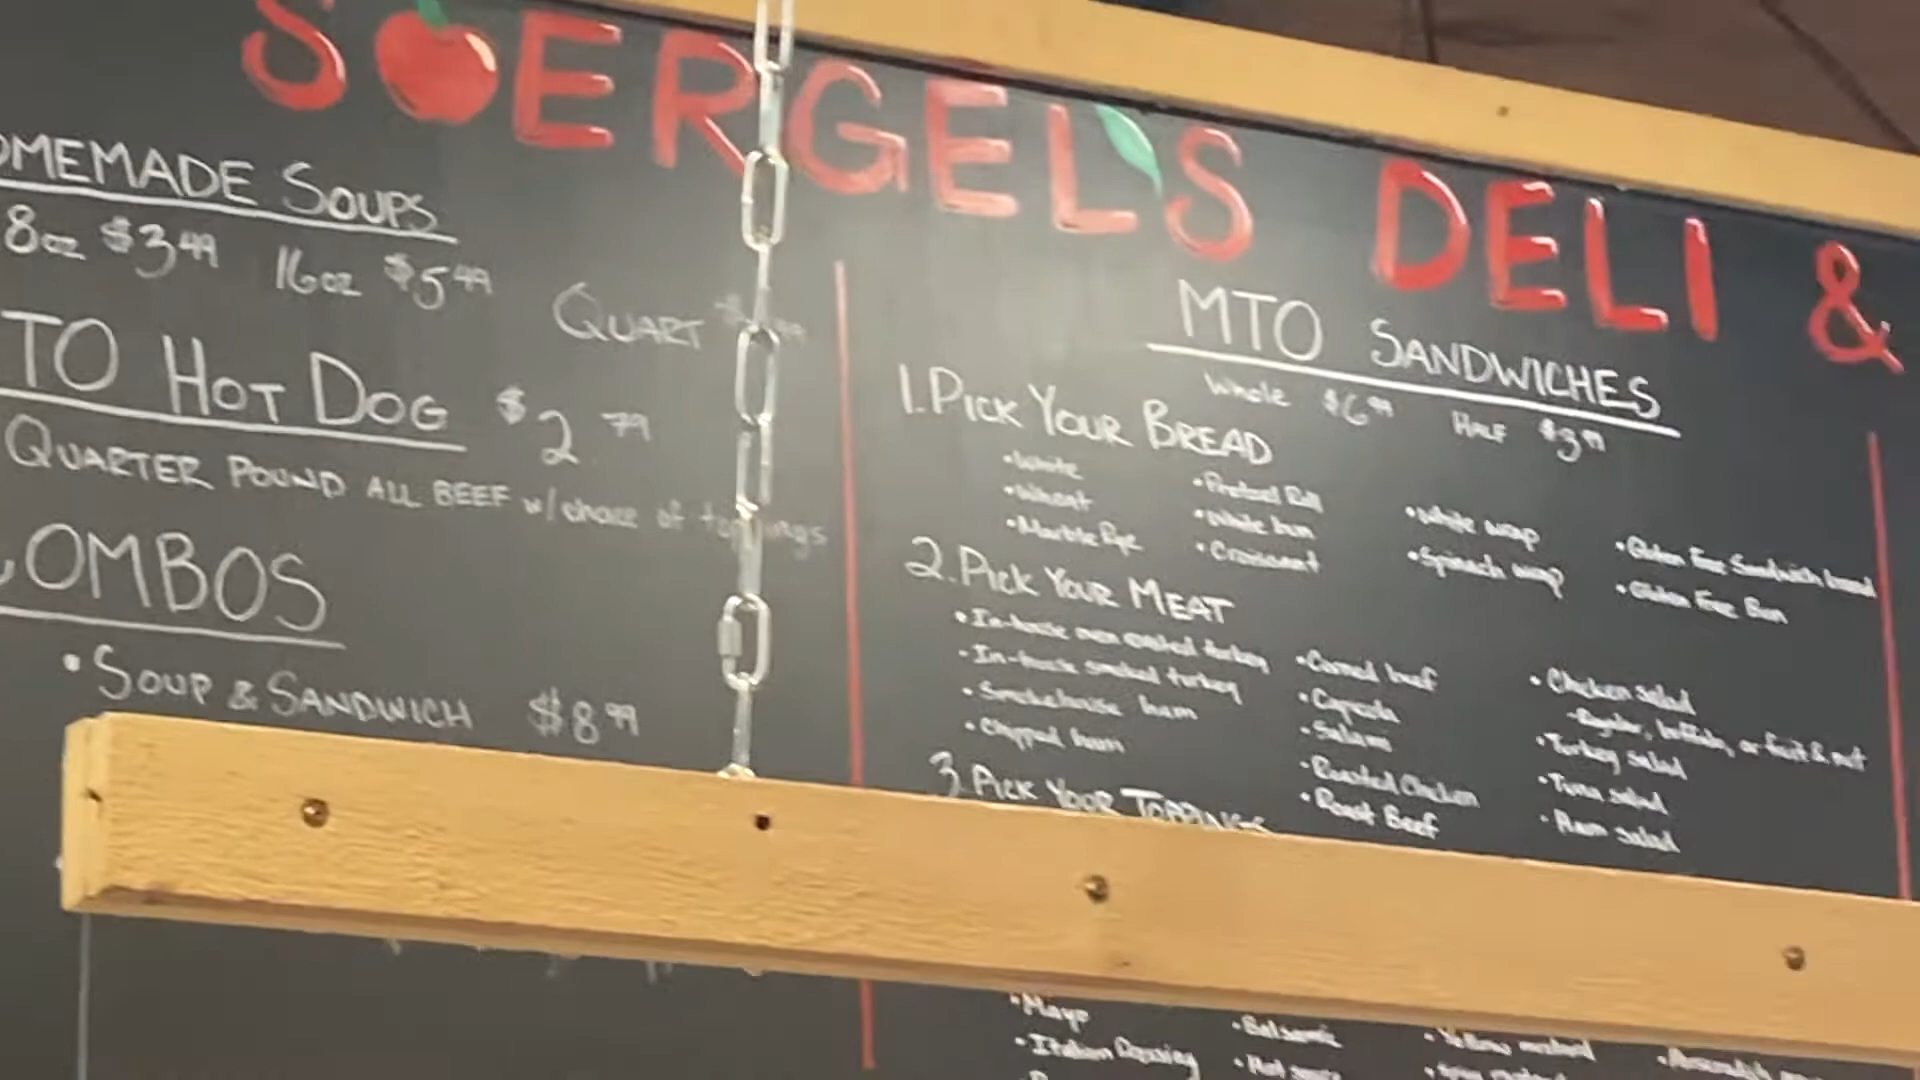 SOERGEL'S DELI &
OMEMADE SOUPS
8oz $3.49 16oz $5.49
QUART
TO HOT DOG $2.79
QUARTER POUND ALL BEEF w/choice of toppings
COMBOS
• SOUP & SANDWICH $8.99
MTO SANDWICHES
Whole $6.99 HALF $3.99
1. PICK YOUR BREAD
• White
• Wheat
• Marble Rye
• Pretzel Roll
• White bun
• Croissant
• White wrap
• Spinach wrap
• Gluten Free Sandwich bread
• Gluten Free Bun
2. PICK YOUR MEAT
• In-house oven roasted turkey
• In-house smoked turkey
• Smokehouse ham
• Chipped ham
• Corned beef
• Capicola
• Salami
• Roasted Chicken
• Roast Beef
• Chicken salad
- Regular, buffalo, or fruit & nut
• Turkey salad
• Tuna salad
• Ham salad
3. PICK YOUR TOPPINGS
• Mayo
• Italian Dressing
• Balsamic
• Hot sauce
• Yellow mustard